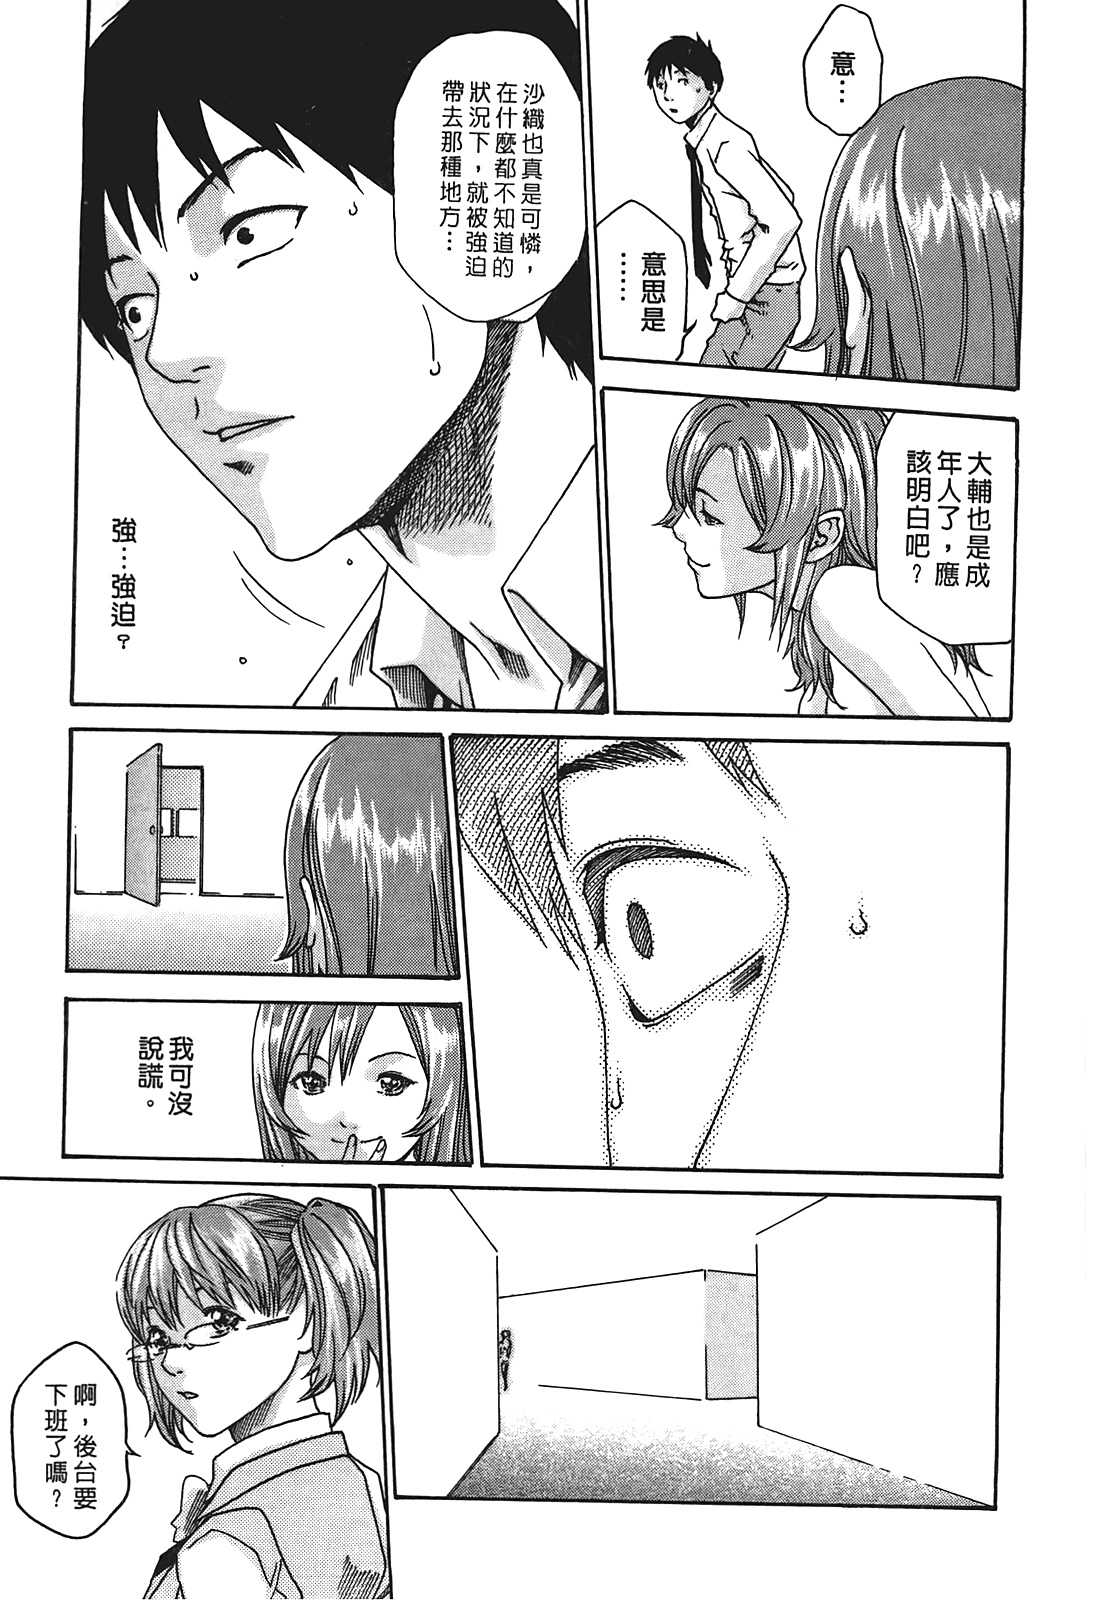 意…
意思是
……
大輔也是成
年人了，應
該明白吧？
沙織也真是可憐，
在什麼都不知道的
狀況下，就被強迫
帶去那種地方…
強…強迫？
我可沒
說謊。
啊，後台要
下班了嗎？